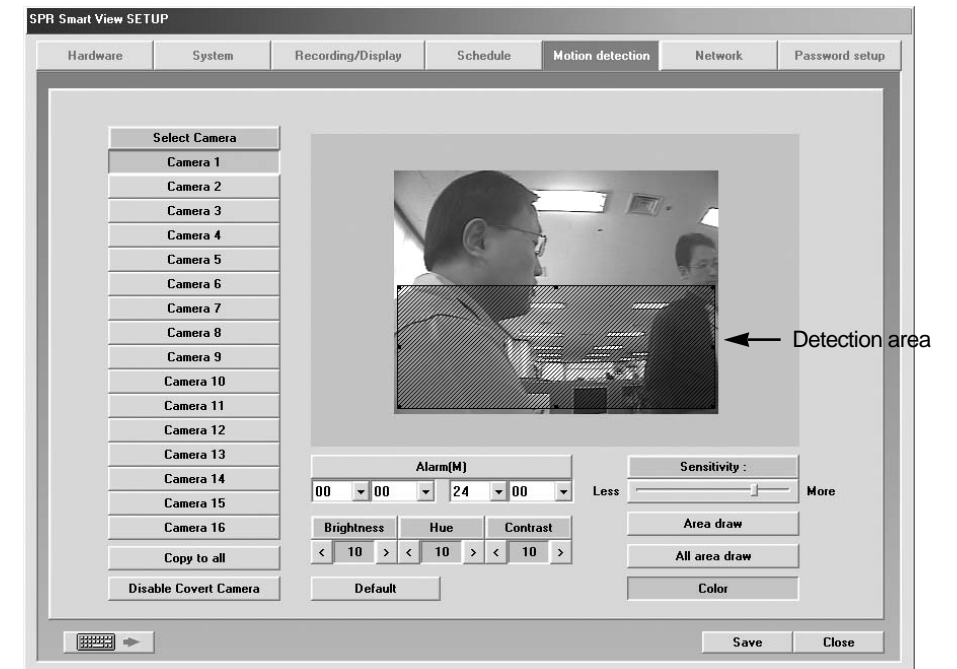 SPR Smart View SETUP
Hardware System Recording/Display Schedule Motion detection Network Password setup
Select Camera
Camera 1
Camera 2
Camera 3
Camera 4
Camera 5
Camera 6
Camera 7
Camera 8
Camera 9
Camera 10
Camera 11
Camera 12
Camera 13
Camera 14
Camera 15
Camera 16
Copy to all
Disable Covert Camera
Detection area
Alarm(M)
00 00 24 00
Brightness Hue Contrast
< 10 > < 10 > < 10 >
Default
Sensitivity :
Less More
Area draw
All area draw
Color
Save Close